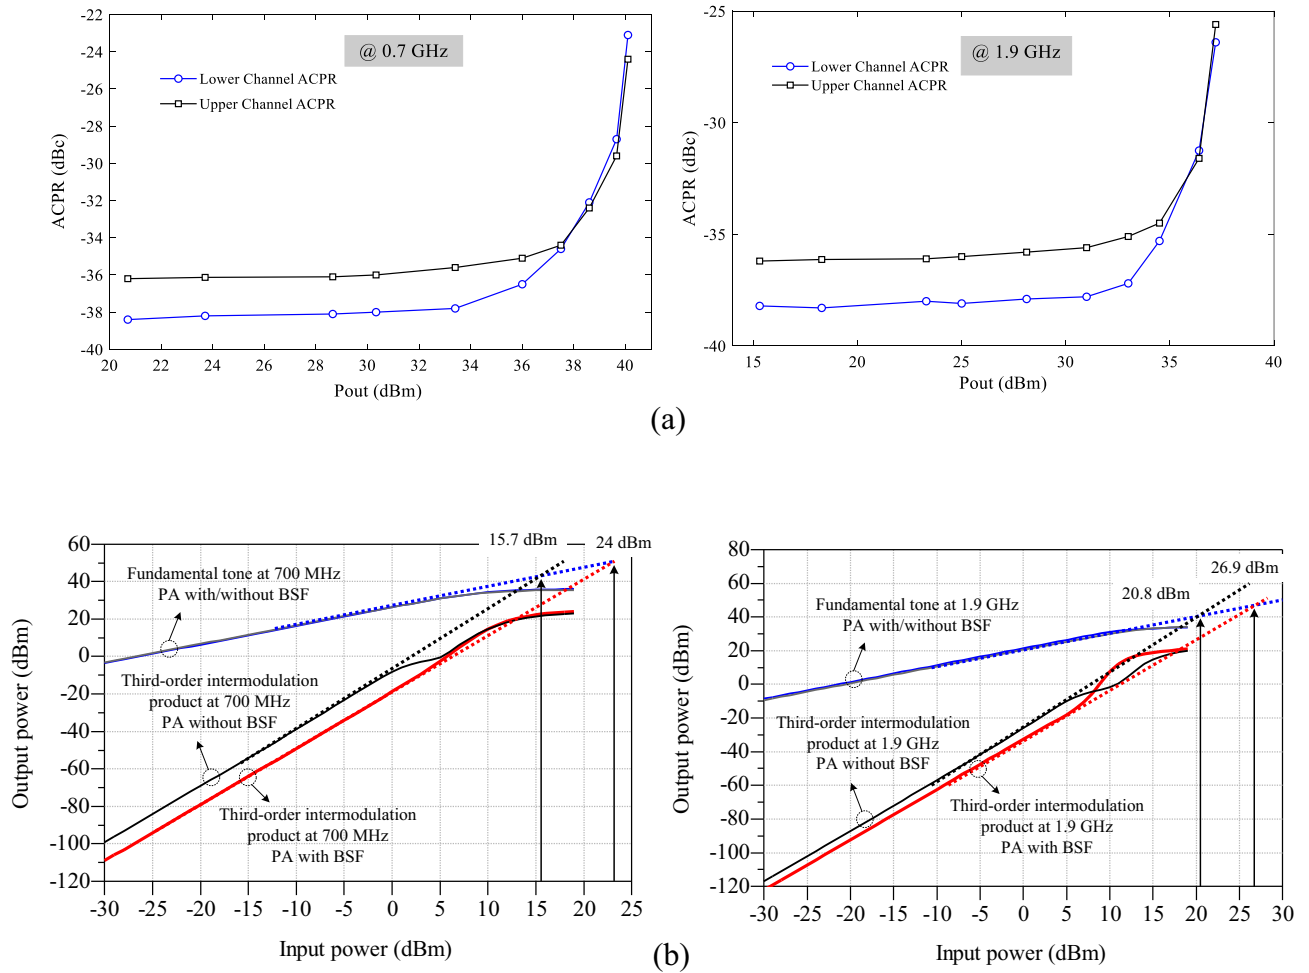 -22
-24
-26
-28
-30
-32
-34
-36
-38
-40
ACPR (dBc)
@ 0.7 GHz
Lower Channel ACPR
Upper Channel ACPR
20 22 24 26 28 30 32 34 36 38 40
Pout (dBm)
-25
-30
-35
-40
ACPR (dBc)
@ 1.9 GHz
Lower Channel ACPR
Upper Channel ACPR
15 20 25 30 35 40
Pout (dBm)
(a)
60
40
20
0
-20
-40
-60
-80
-100
-120
Output power (dBm)
15.7 dBm
24 dBm
Fundamental tone at 700 MHz
PA with/without BSF
Third-order intermodulation
product at 700 MHz
PA without BSF
Third-order intermodulation
product at 700 MHz
PA with BSF
-30 -25 -20 -15 -10 -5 0 5 10 15 20 25
Input power (dBm)
80
60
40
20
0
-20
-40
-60
-80
-100
-120
Output power (dBm)
26.9 dBm
20.8 dBm
Fundamental tone at 1.9 GHz
PA with/without BSF
Third-order intermodulation
product at 1.9 GHz
PA without BSF
Third-order intermodulation
product at 1.9 GHz
PA with BSF
-30 -25 -20 -15 -10 -5 0 5 10 15 20 25 30
Input power (dBm)
(b)